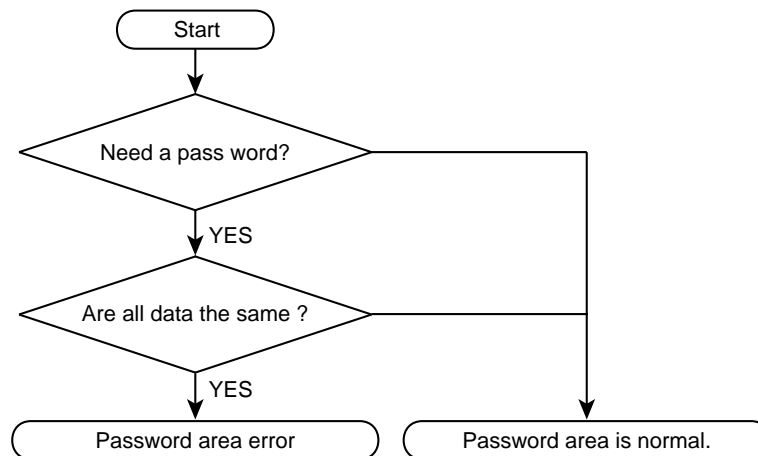 Start
Need a pass word?
YES
Are all data the same ?
YES
Password area error
Password area is normal.